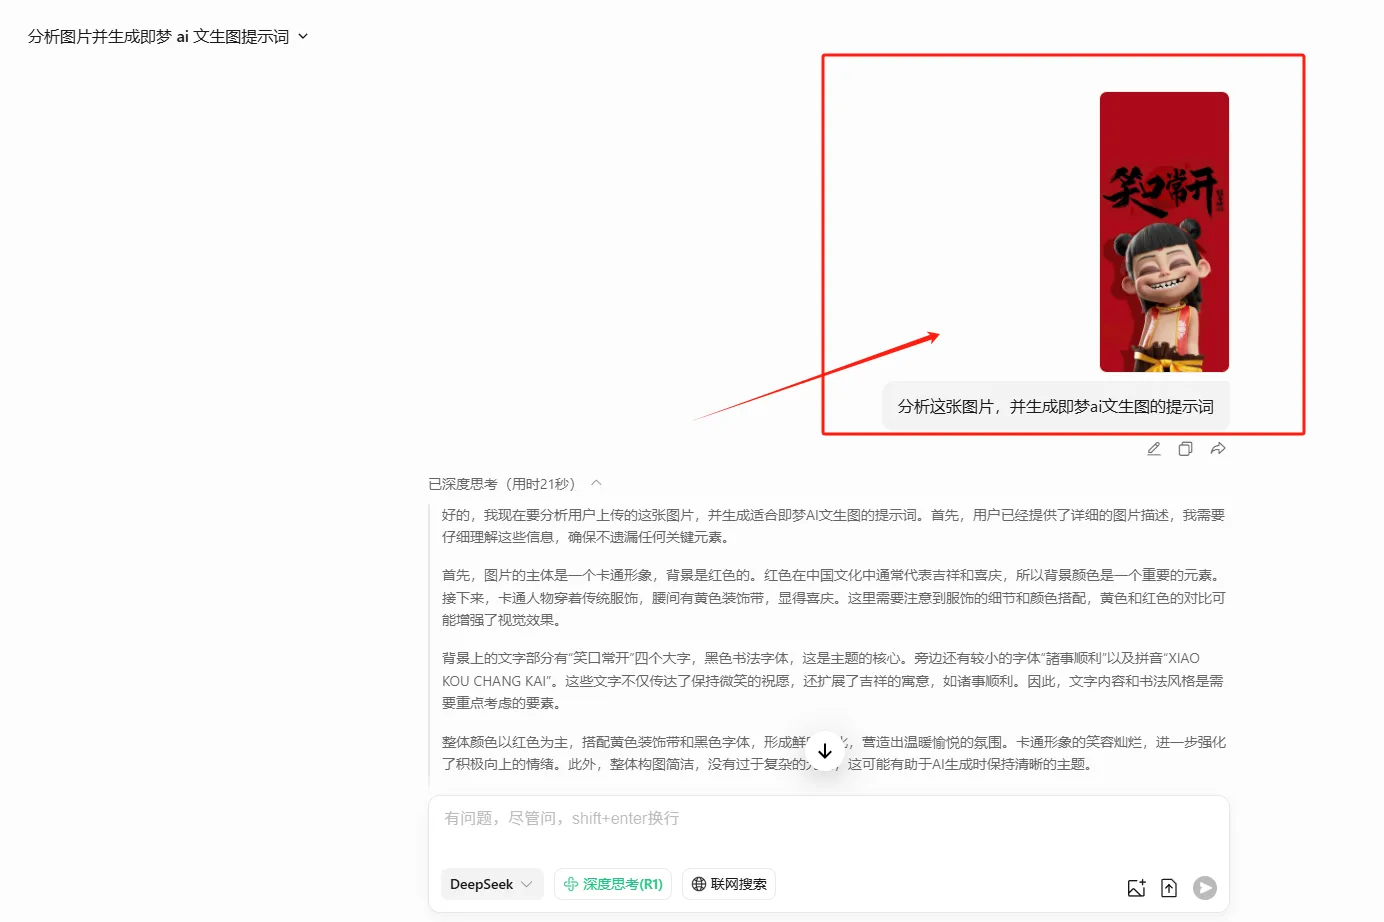 分析图片并生成即梦 ai 文生图提示词
笑口常开
分析这张图片，并生成即梦ai文生图的提示词
已深度思考（用时21秒）
好的，我现在要分析用户上传的这张图片，并生成适合即梦AI文生图的提示词。首先，用户已经提供了详细的图片描述，我需要
仔细理解这些信息，确保不遗漏任何关键元素。
首先，图片的主体是一个卡通形象，背景是红色的。红色在中国文化中通常代表吉祥和喜庆，所以背景颜色是一个重要的元素。
接下来，卡通人物穿着传统服饰，腰间有黄色装饰带，显得喜庆。这里需要注意到服饰的细节和颜色搭配，黄色和红色的对比可
能增强了视觉效果。
背景上的文字部分有“笑口常开”四个大字，黑色书法字体，这是主题的核心。旁边还有较小的字体“諸事顺利”以及拼音“XIAO
KOU CHANG KAI”。这些文字不仅传达了保持微笑的祝愿，还扩展了吉祥的寓意，如诸事顺利。因此，文字内容和书法风格是需
要重点考虑的要素。
整体颜色以红色为主，搭配黄色装饰带和黑色字体，形成鲜，营造出温暖愉悦的氛围。卡通形象的笑容灿烂，进一步强化
了积极向上的情绪。此外，整体构图简洁，没有过于复杂的，这可能有助于AI生成时保持清晰的主题。
有问题，尽管问，shift+enter换行
DeepSeek
深度思考(R1)
联网搜索